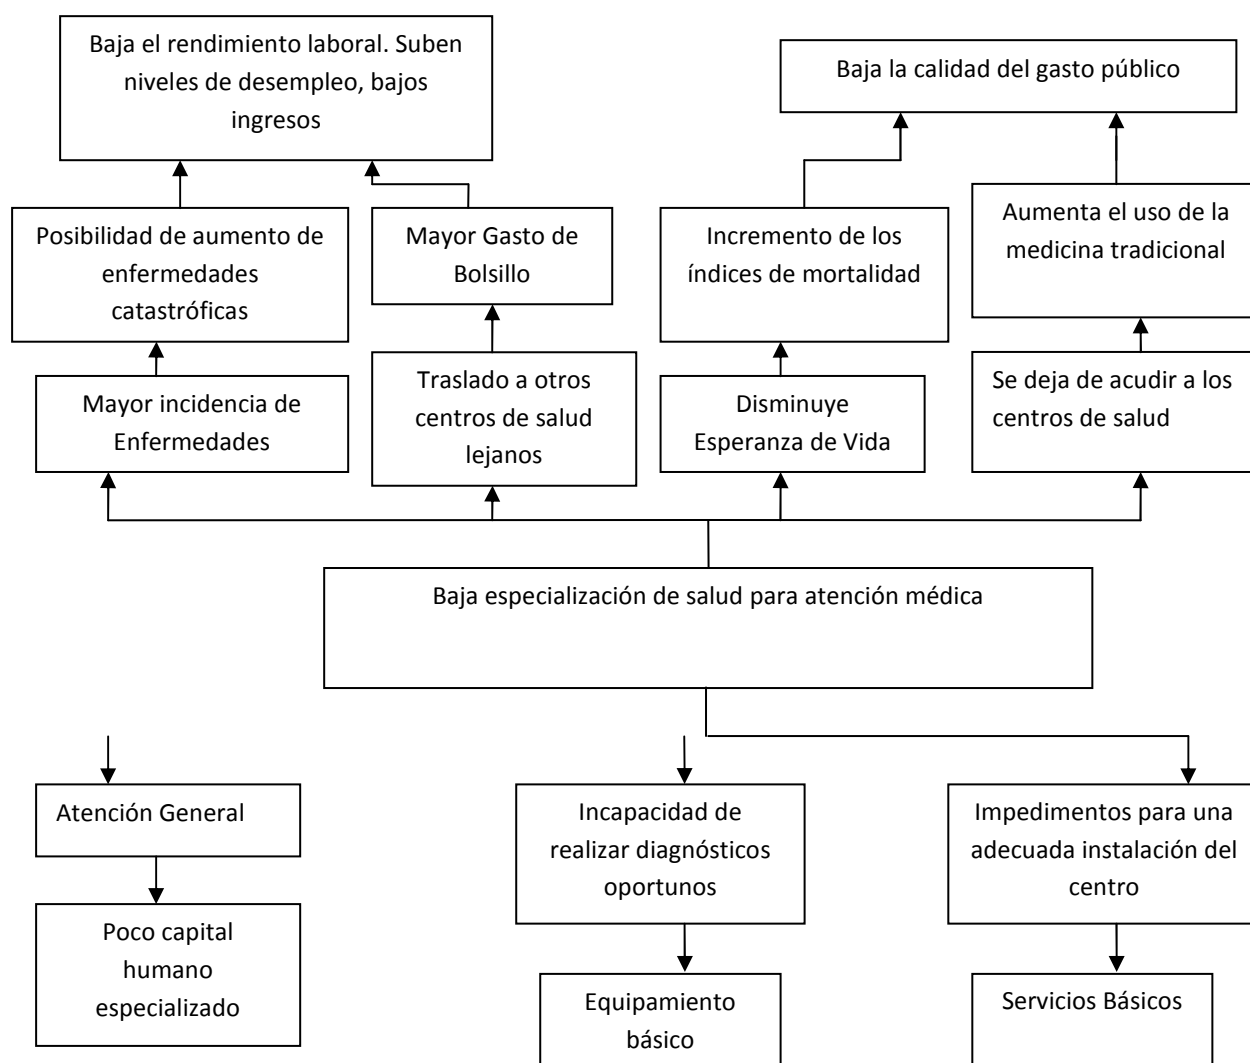 Baja el rendimiento laboral. Suben
niveles de desempleo, bajos
ingresos
Baja la calidad del gasto público
Posibilidad de aumento de
enfermedades
catastróficas
Mayor Gasto de
Bolsillo
Incremento de los
índices de mortalidad
Aumenta el uso de la
medicina tradicional
Mayor incidencia de
Enfermedades
Traslado a otros
centros de salud
lejanos
Disminuye
Esperanza de Vida
Se deja de acudir a los
centros de salud
Baja especialización de salud para atención médica
Atención General
Incapacidad de
realizar diagnósticos
oportunos
Impedimentos para una
adecuada instalación del
centro
Poco capital
humano
especializado
Equipamiento
básico
Servicios Básicos